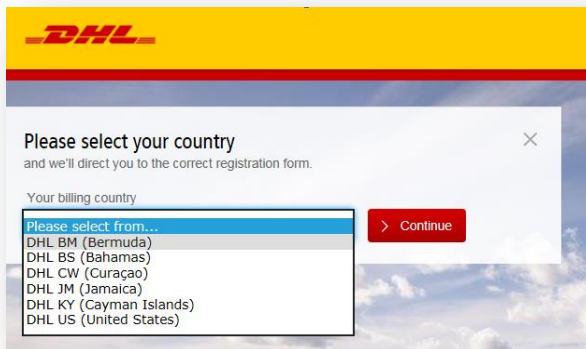 DHL
Please select your country
and we'll direct you to the correct registration form.
Your billing country
Please select from...
DHL BM (Bermuda)
DHL BS (Bahamas)
DHL CW (Curaçao)
DHL JM (Jamaica)
DHL KY (Cayman Islands)
DHL US (United States)
> Continue